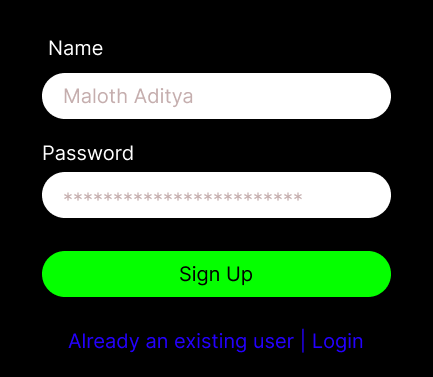 Name
Maloth Aditya
Password
************************
Sign Up
Already an existing user | Login